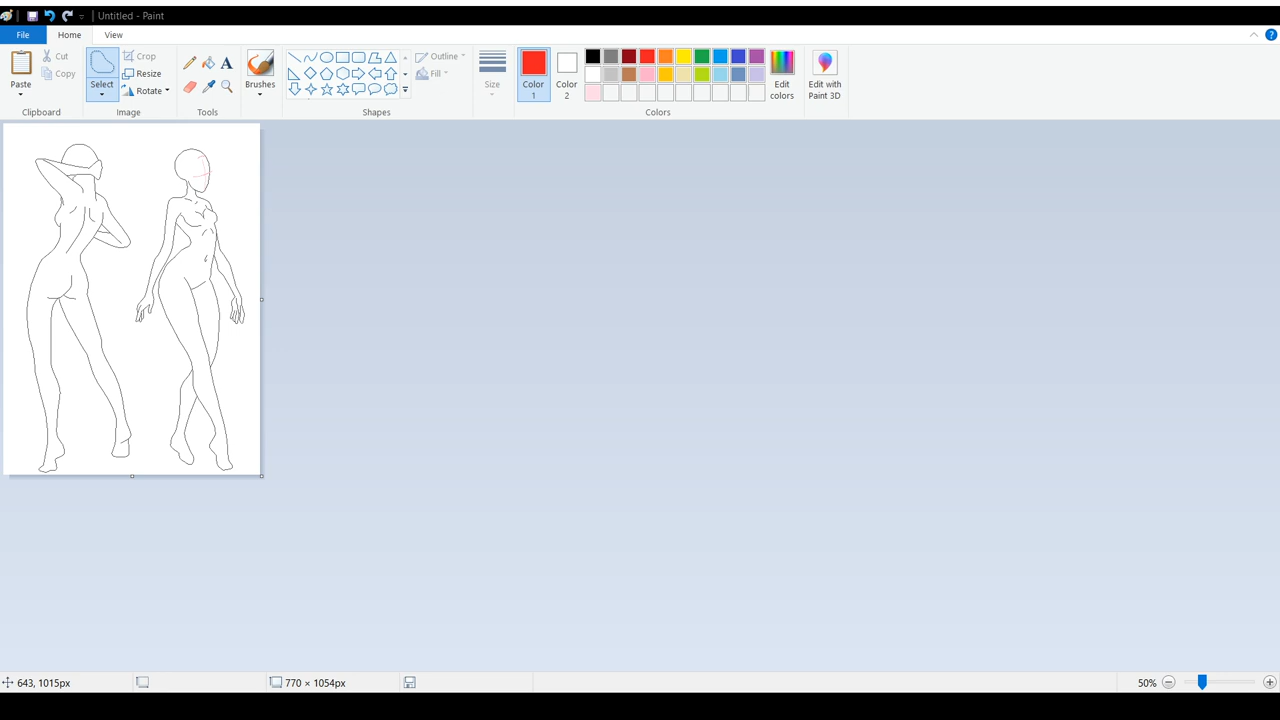 Untitled - Paint
File Home View
Paste Cut Copy Select Crop Resize Rotate Brushes Outline Fill Size Color 1 Color 2 Edit colors Edit with Paint 3D
Clipboard Image Tools Shapes Colors
643, 1015px 770 × 1054px 50%